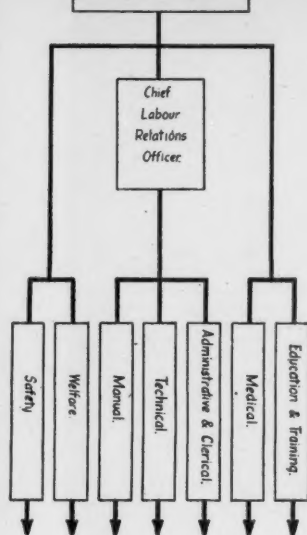 Chief
Labour
Relations
Officer.
Safety
Welfare.
Manual.
Technical.
Administrative & Clerical.
Medical.
Education & Training.